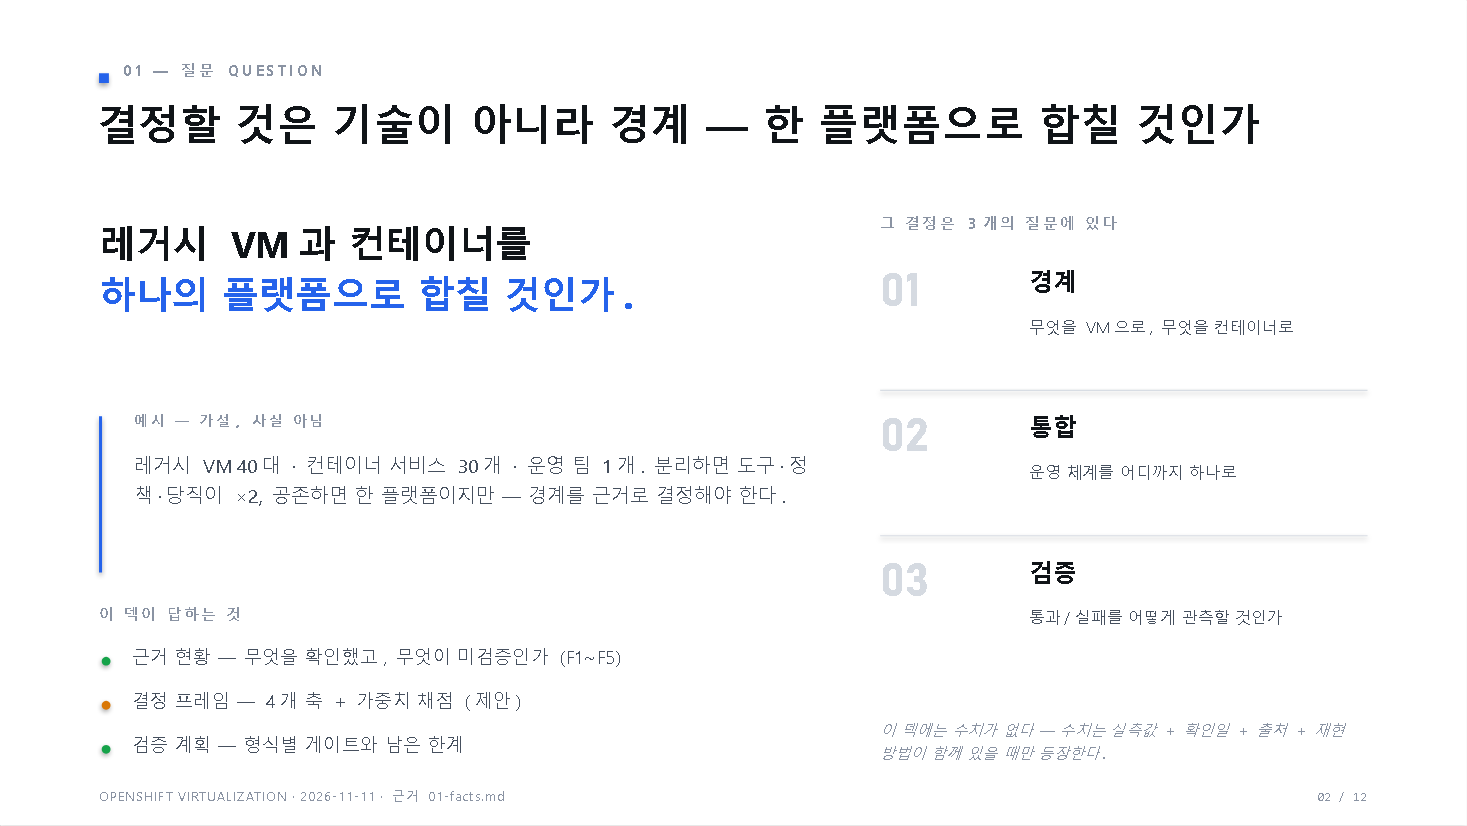 01 — 질문 QUESTION
결정할 것은 기술이 아니라 경계 — 한 플랫폼으로 합칠 것인가
레거시 VM과 컨테이너를
하나의 플랫폼으로 합칠 것인가.
예시 — 가설, 사실 아님
레거시 VM 40대 · 컨테이너 서비스 30개 · 운영 팀 1개. 분리하면 도구·정
책·당직이 ×2, 공존하면 한 플랫폼이지만 — 경계를 근거로 결정해야 한다.
이 덱이 답하는 것
근거 현황 — 무엇을 확인했고, 무엇이 미검증인가 (F1~F5)
결정 프레임 — 4개 축 + 가중치 채점 (제안)
검증 계획 — 형식별 게이트와 남은 한계
그 결정은 3개의 질문에 있다
01
경계
무엇을 VM으로, 무엇을 컨테이너로
02
통합
운영 체계를 어디까지 하나로
03
검증
통과/실패를 어떻게 관측할 것인가
이 덱에는 수치가 없다 — 수치는 실측값 + 확인일 + 출처 + 재현
방법이 함께 있을 때만 등장한다.
OPENSHIFT VIRTUALIZATION · 2026-11-11 · 근거 01-facts.md
02 / 12